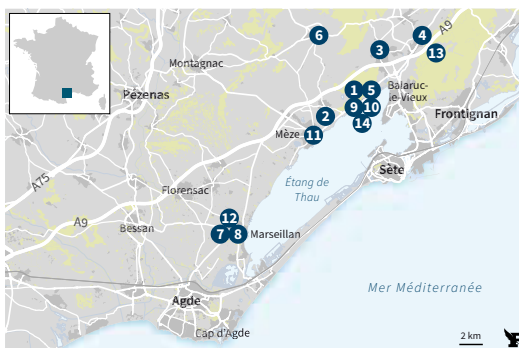 6
4
A9
3
13
Montagnac
Pézenas
1
5
Balaruc-
le-Vieux
9
10
2
Frontignan
14
Mèze
11
A75
Sète
Florensac
Étang de
Thau
A9
12
Bessan
7
8
Marseillan
Mer Méditerranée
Agde
Cap d'Agde
2 km